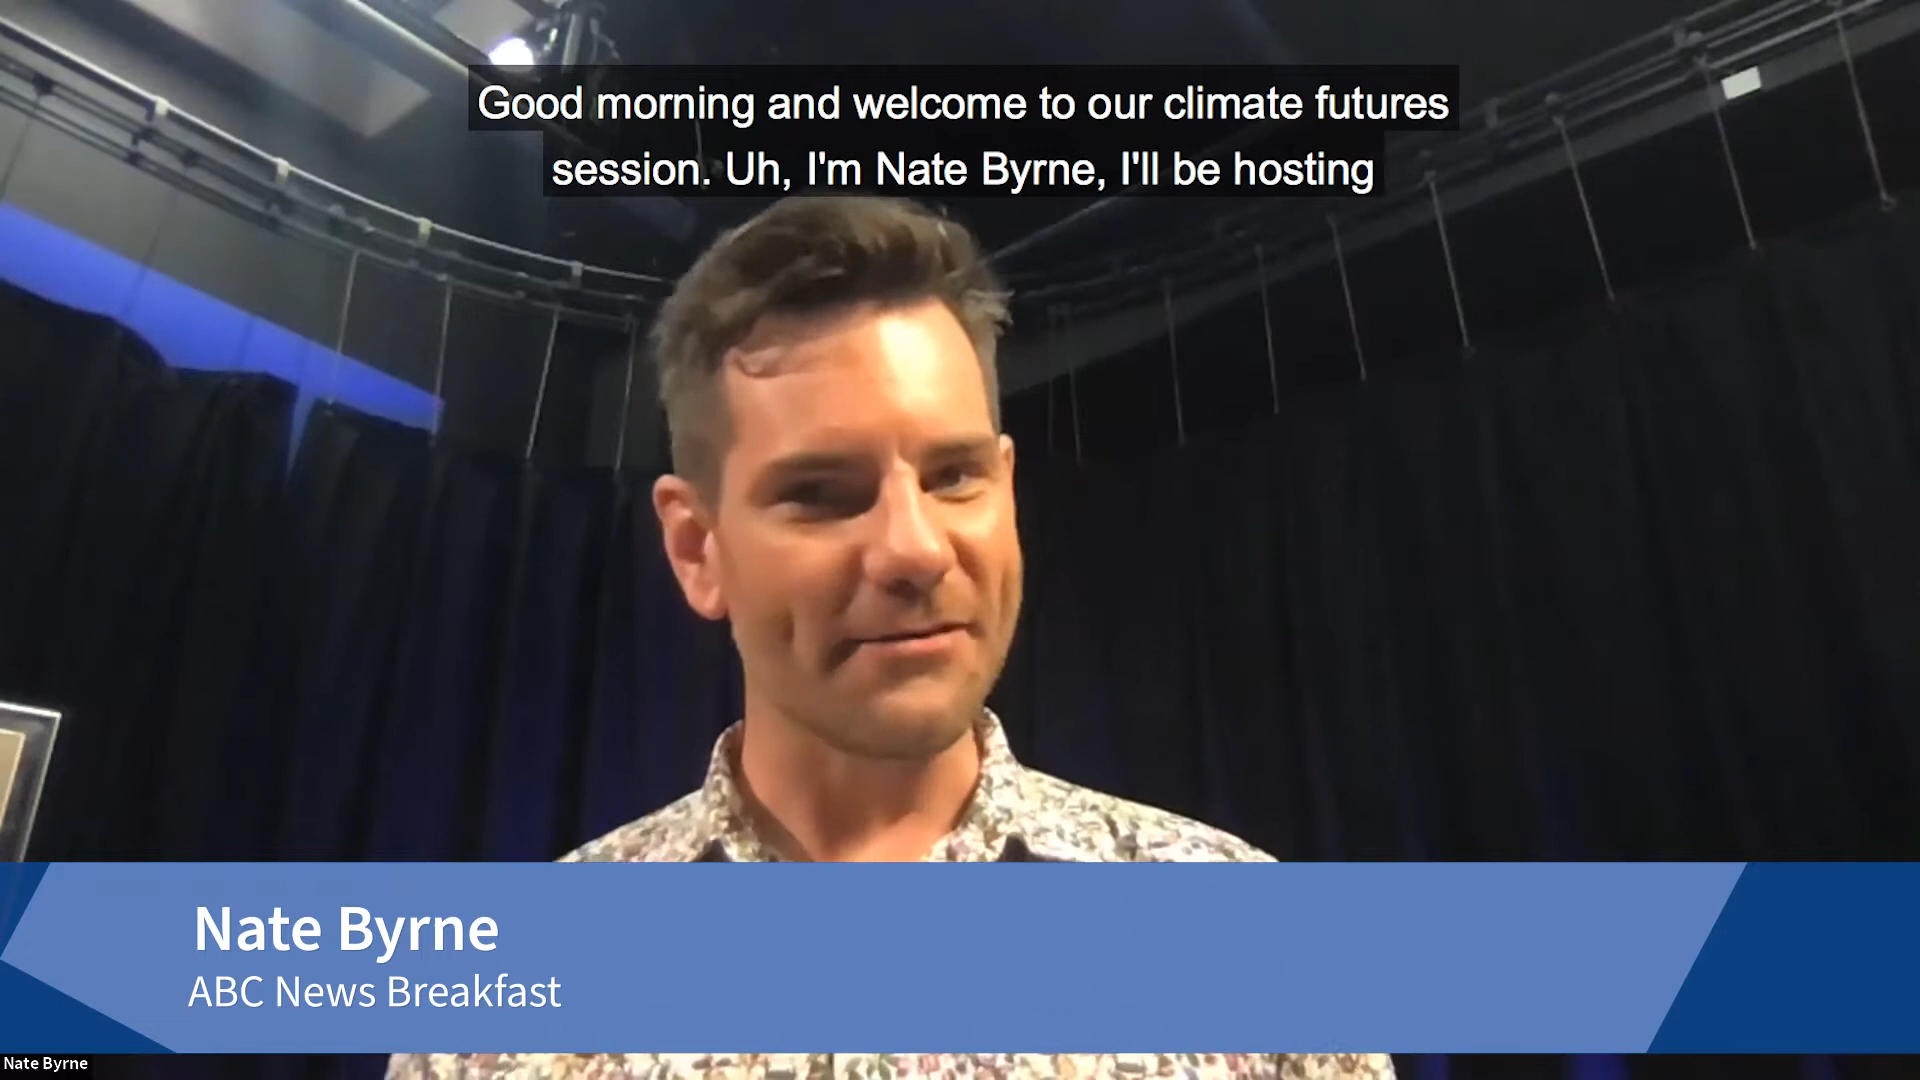 Good morning and welcome to our climate futures
session. Uh, I'm Nate Byrne, I'll be hosting
Nate Byrne
ABC News Breakfast
Nate Byrne